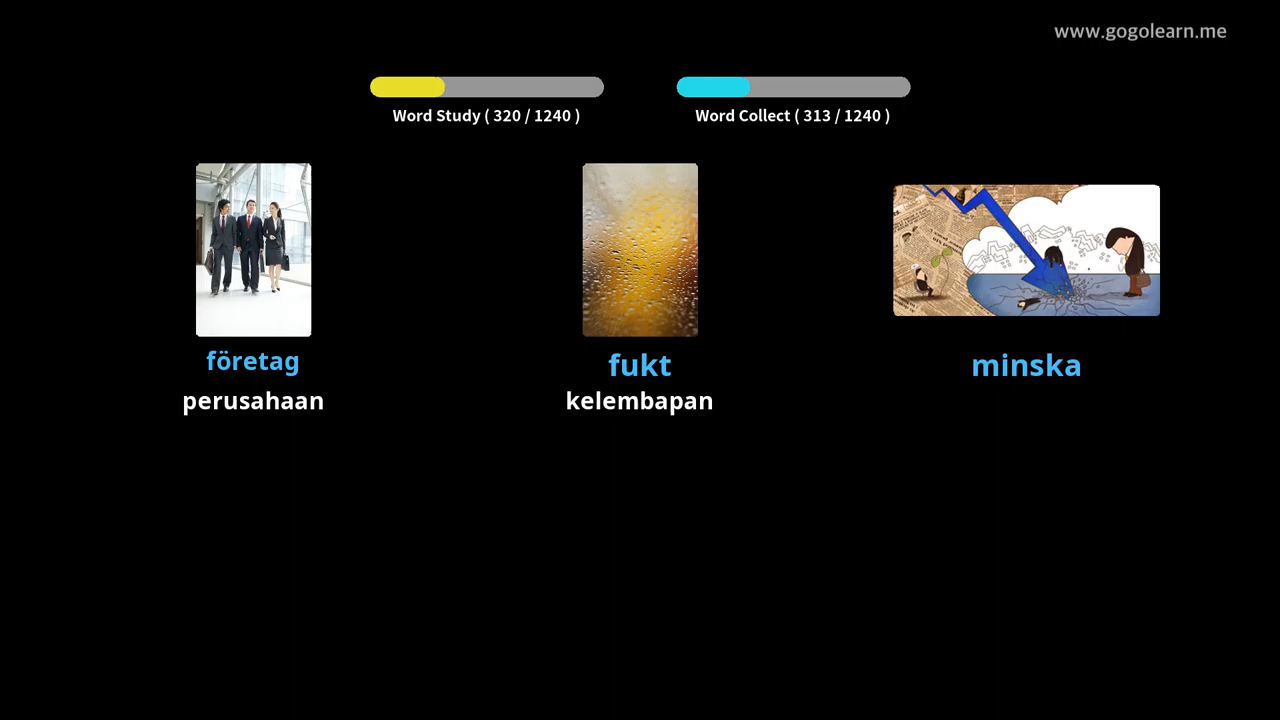 www.gogolearn.me
Word Study ( 320 / 1240 )
Word Collect ( 313 / 1240 )
företag
fukt
minska
perusahaan
kelembapan